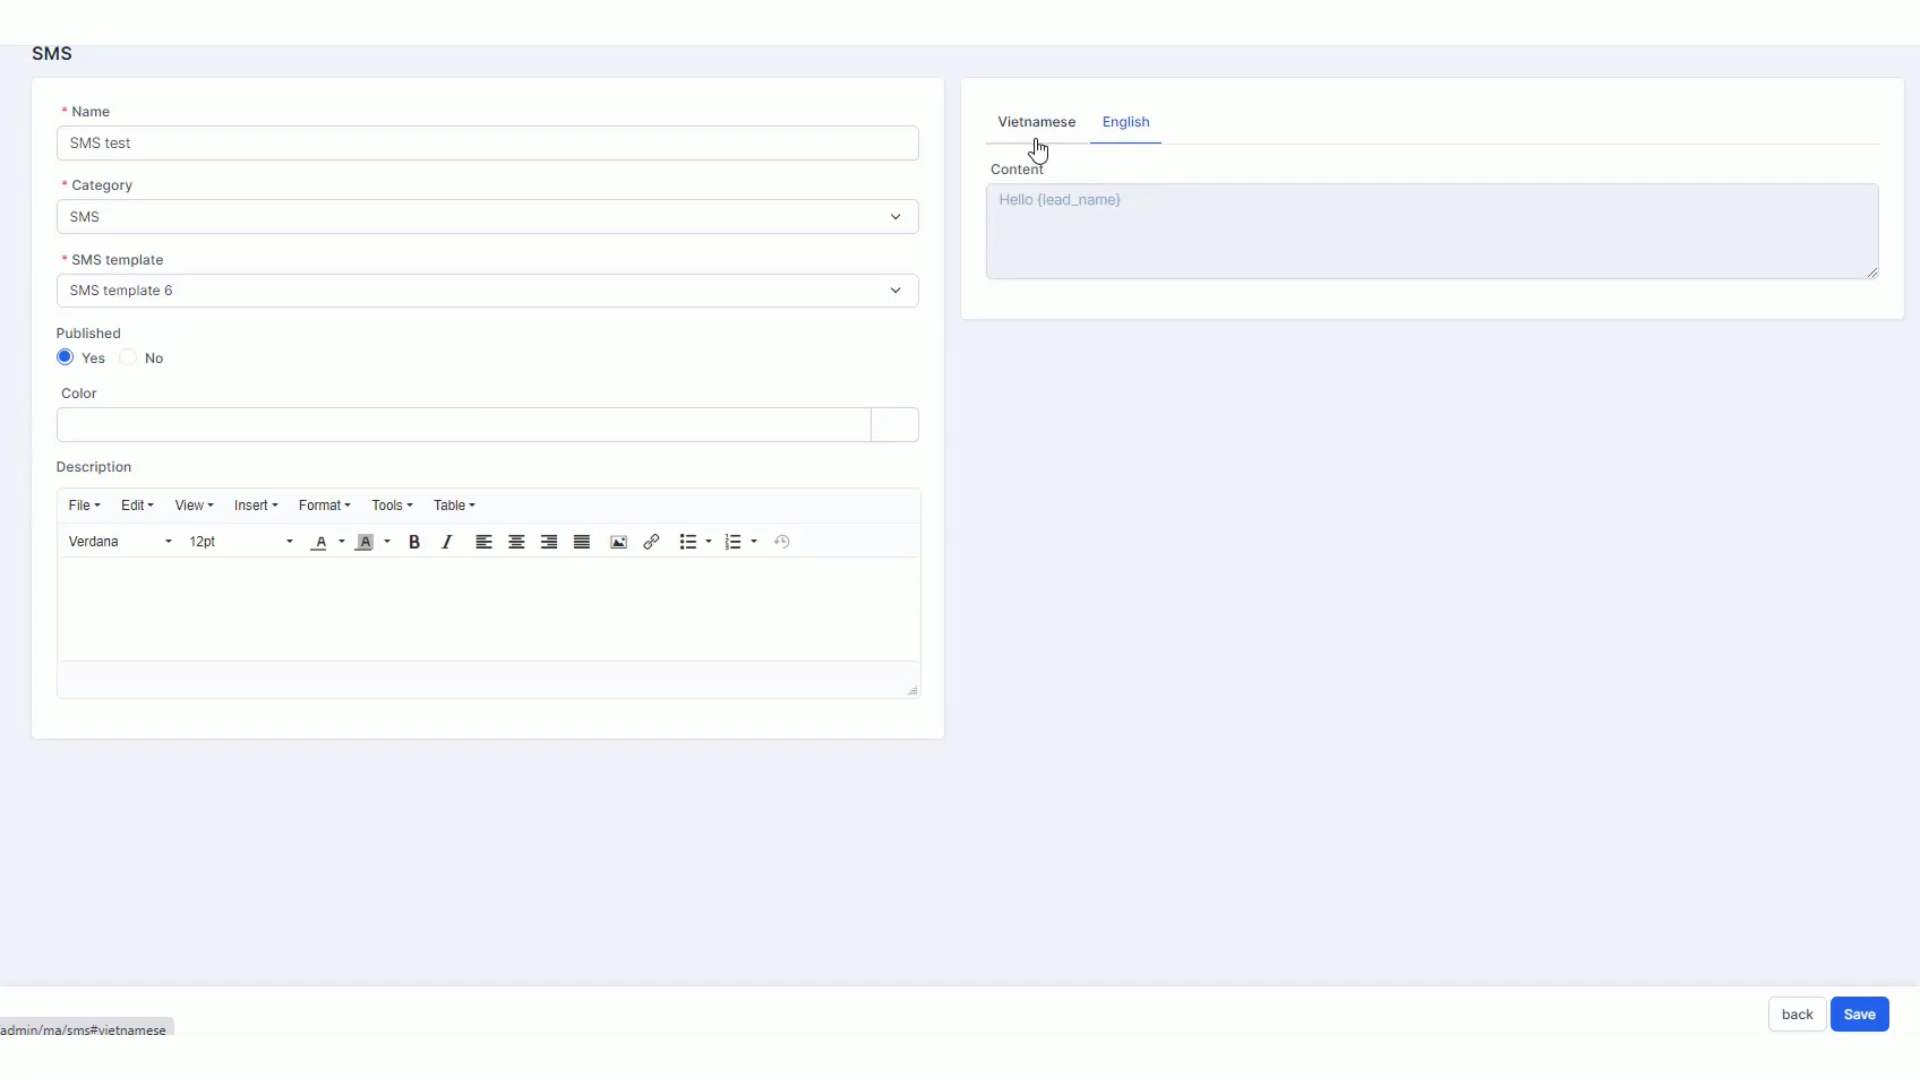 SMS
* Name
SMS test
* Category
SMS
* SMS template
SMS template 6
Published
Yes No
Color
Description
File Edit View Insert Format Tools Table
Verdana 12pt A A B I
Vietnamese English
Content
Hello {lead_name}
back Save
admin/ma/sms#vietnamese